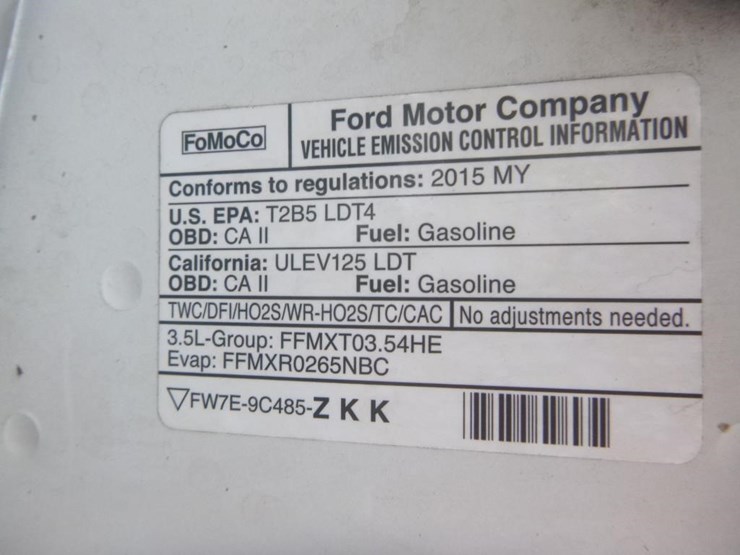 FoMoCo
Ford Motor Company
VEHICLE EMISSION CONTROL INFORMATION
Conforms to regulations: 2015 MY
U.S. EPA: T2B5 LDT4
OBD: CA II Fuel: Gasoline
California: ULEV125 LDT
OBD: CA II Fuel: Gasoline
TWC/DFI/HO2S/WR-HO2S/TC/CAC No adjustments needed.
3.5L-Group: FFMXT03.54HE
Evap: FFMXR0265NBC
▽FW7E-9C485-Z K K